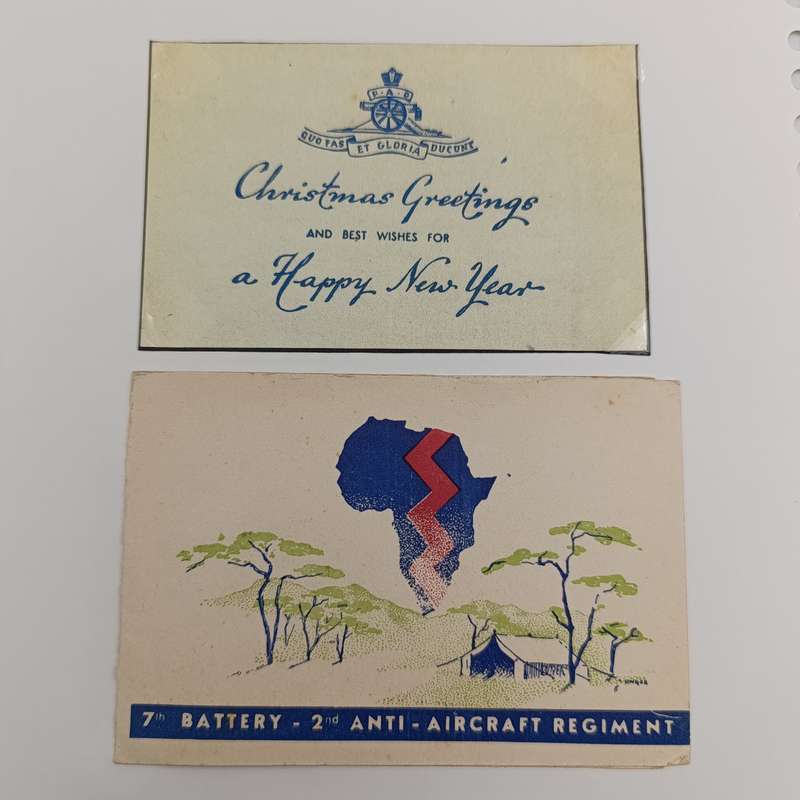 P·A·R
QUO FAS ET GLORIA DUCUNT
Christmas Greetings
AND BEST WISHES FOR
a Happy New Year
7th BATTERY - 2nd ANTI-AIRCRAFT REGIMENT